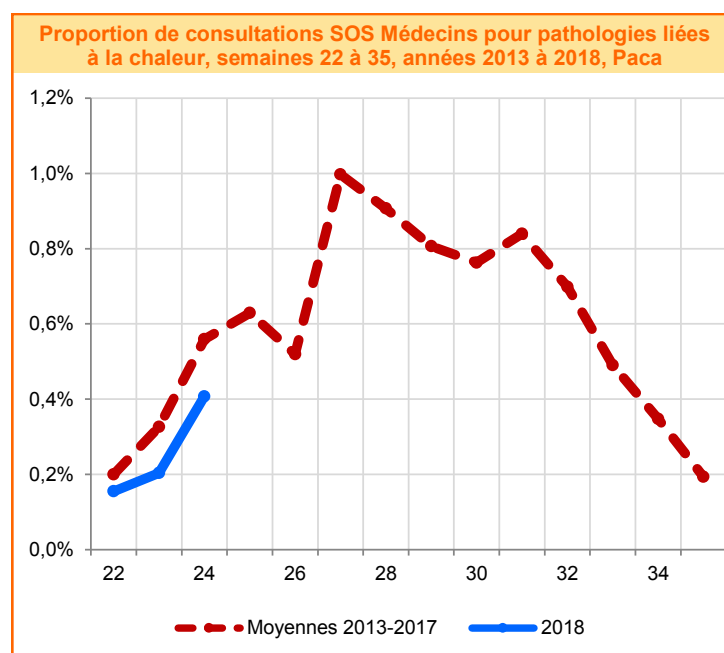 Proportion de consultations SOS Médecins pour pathologies liées
à la chaleur, semaines 22 à 35, années 2013 à 2018, Paca
1,2%
1,0%
0,8%
0,6%
0,4%
0,2%
0,0%
22 24 26 28 30 32 34
Moyennes 2013-2017 2018